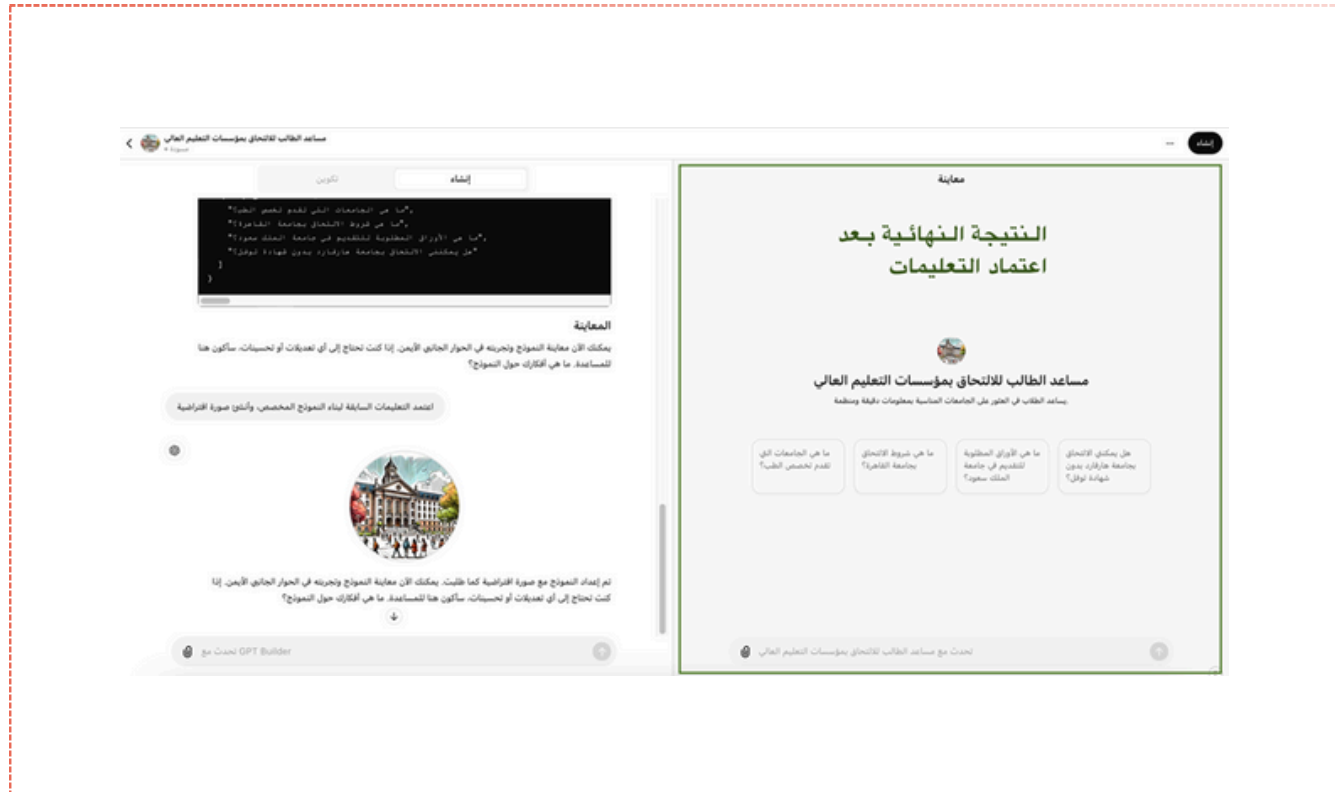 مساعد الطالب للالتحاق بمؤسسات التعليم العالي
مسودة
إنشاء
إنشاء
تكوين
"ما هي الجامعات التي تقدم تخصص الطب؟",
"ما هي شروط الالتحاق بجامعة القاهرة؟",
"ما هي الأوراق المطلوبة للتقديم في جامعة الملك سعود؟",
"هل يمكنني الالتحاق بجامعة هارفارد بدون شهادة توفل؟"
]
}
المعاينة
يمكنك الآن معاينة النموذج وتجربته في الحوار الجانبي الأيمن. إذا كنت تحتاج إلى أي تعديلات أو تحسينات، سأكون هنا
للمساعدة. ما هي أفكارك حول النموذج؟
اعتمد التعليمات السابقة لبناء النموذج المخصص، وأنشئ صورة افتراضية
تم إعداد النموذج مع صورة افتراضية كما طلبت. يمكنك الآن معاينة النموذج وتجربته في الحوار الجانبي الأيمن. إذا
كنت تحتاج إلى أي تعديلات أو تحسينات، سأكون هنا للمساعدة. ما هي أفكارك حول النموذج؟
تحدث مع GPT Builder
معاينة
النتيجة النهائية بعد
اعتماد التعليمات
مساعد الطالب للالتحاق بمؤسسات التعليم العالي
يساعد الطلاب في العثور على الجامعات المناسبة بمعلومات دقيقة ومنظمة.
هل يمكنني الالتحاق
بجامعة هارفارد بدون
شهادة توفل؟
ما هي الأوراق المطلوبة
للتقديم في جامعة
الملك سعود؟
ما هي شروط الالتحاق
بجامعة القاهرة؟
ما هي الجامعات التي
تقدم تخصص الطب؟
تحدث مع مساعد الطالب للالتحاق بمؤسسات التعليم العالي